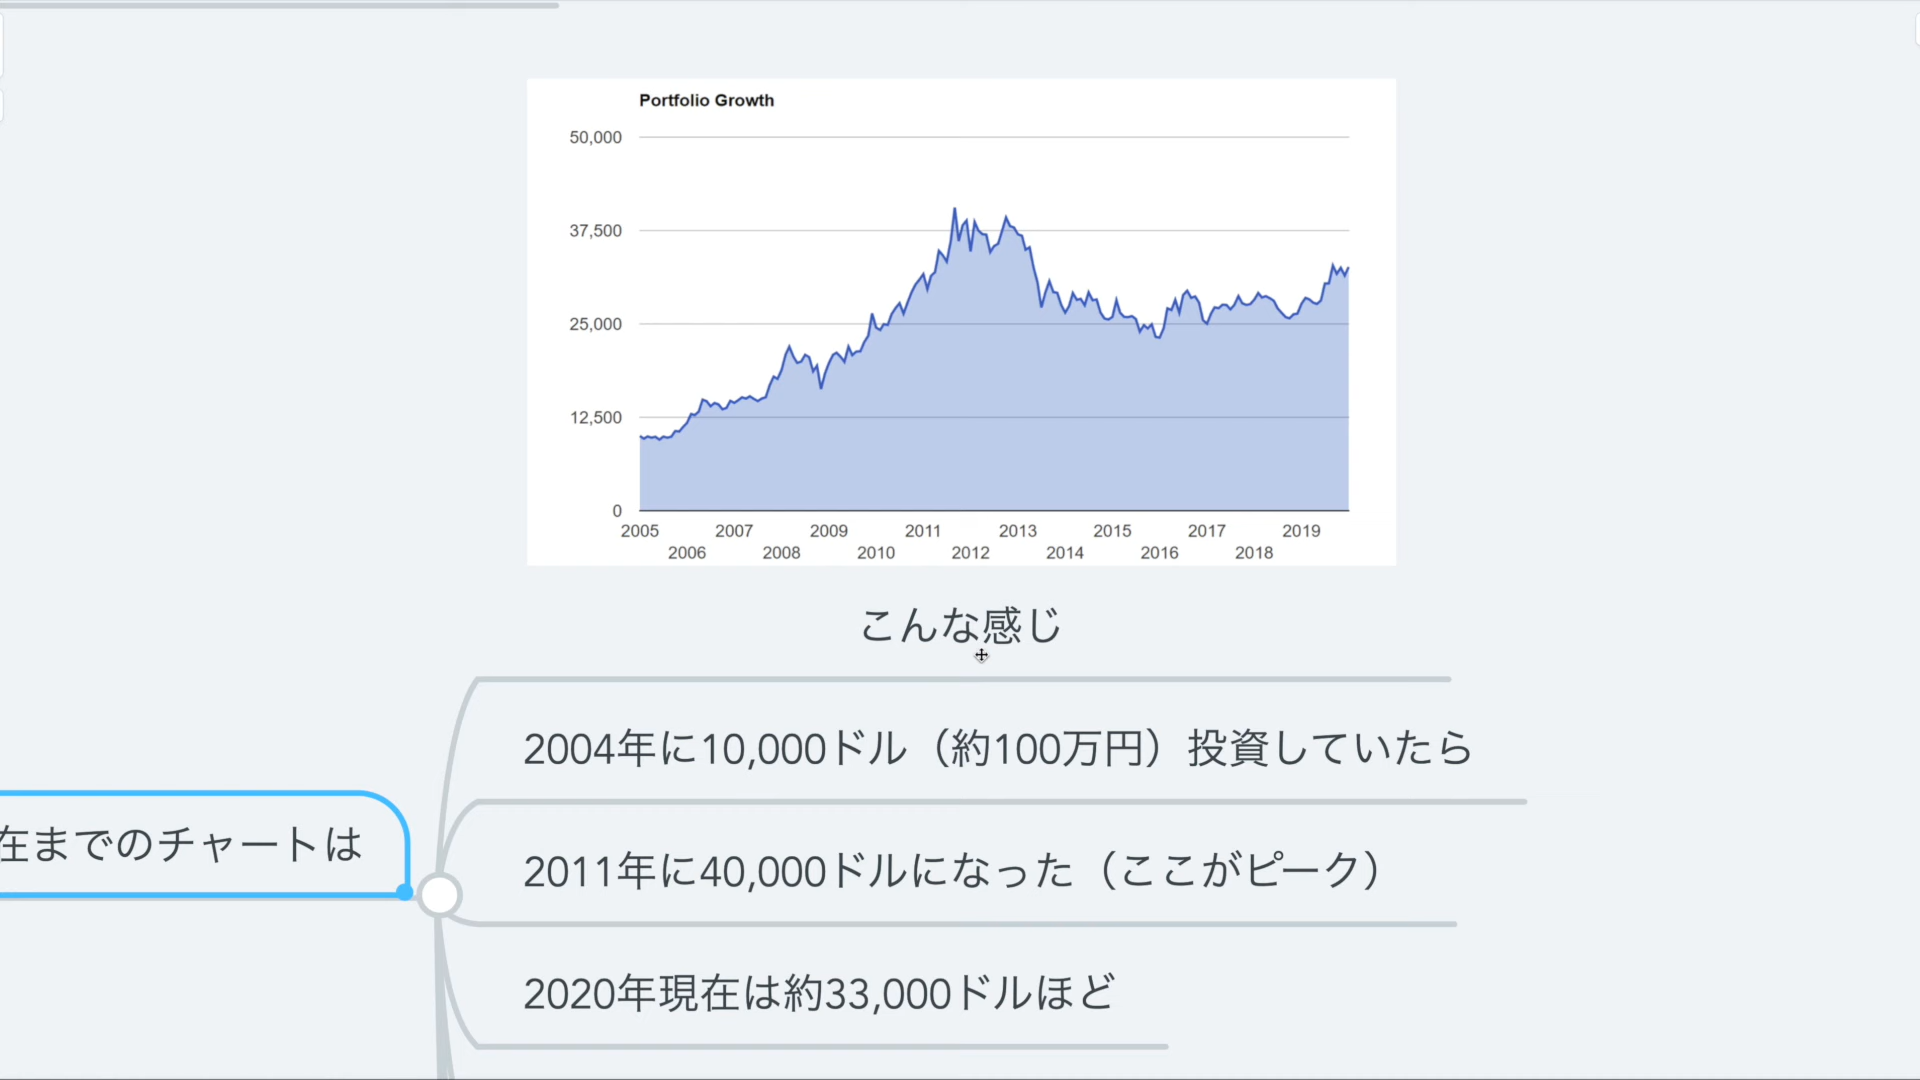 Portfolio Growth
50,000
37,500
25,000
12,500
0
2005 2007 2009 2011 2013 2015 2017 2019
2006 2008 2010 2012 2014 2016 2018
こんな感じ
2004年に10,000ドル（約100万円）投資していたら
在までのチャートは
2011年に40,000ドルになった（ここがピーク）
2020年現在は約33,000ドルほど